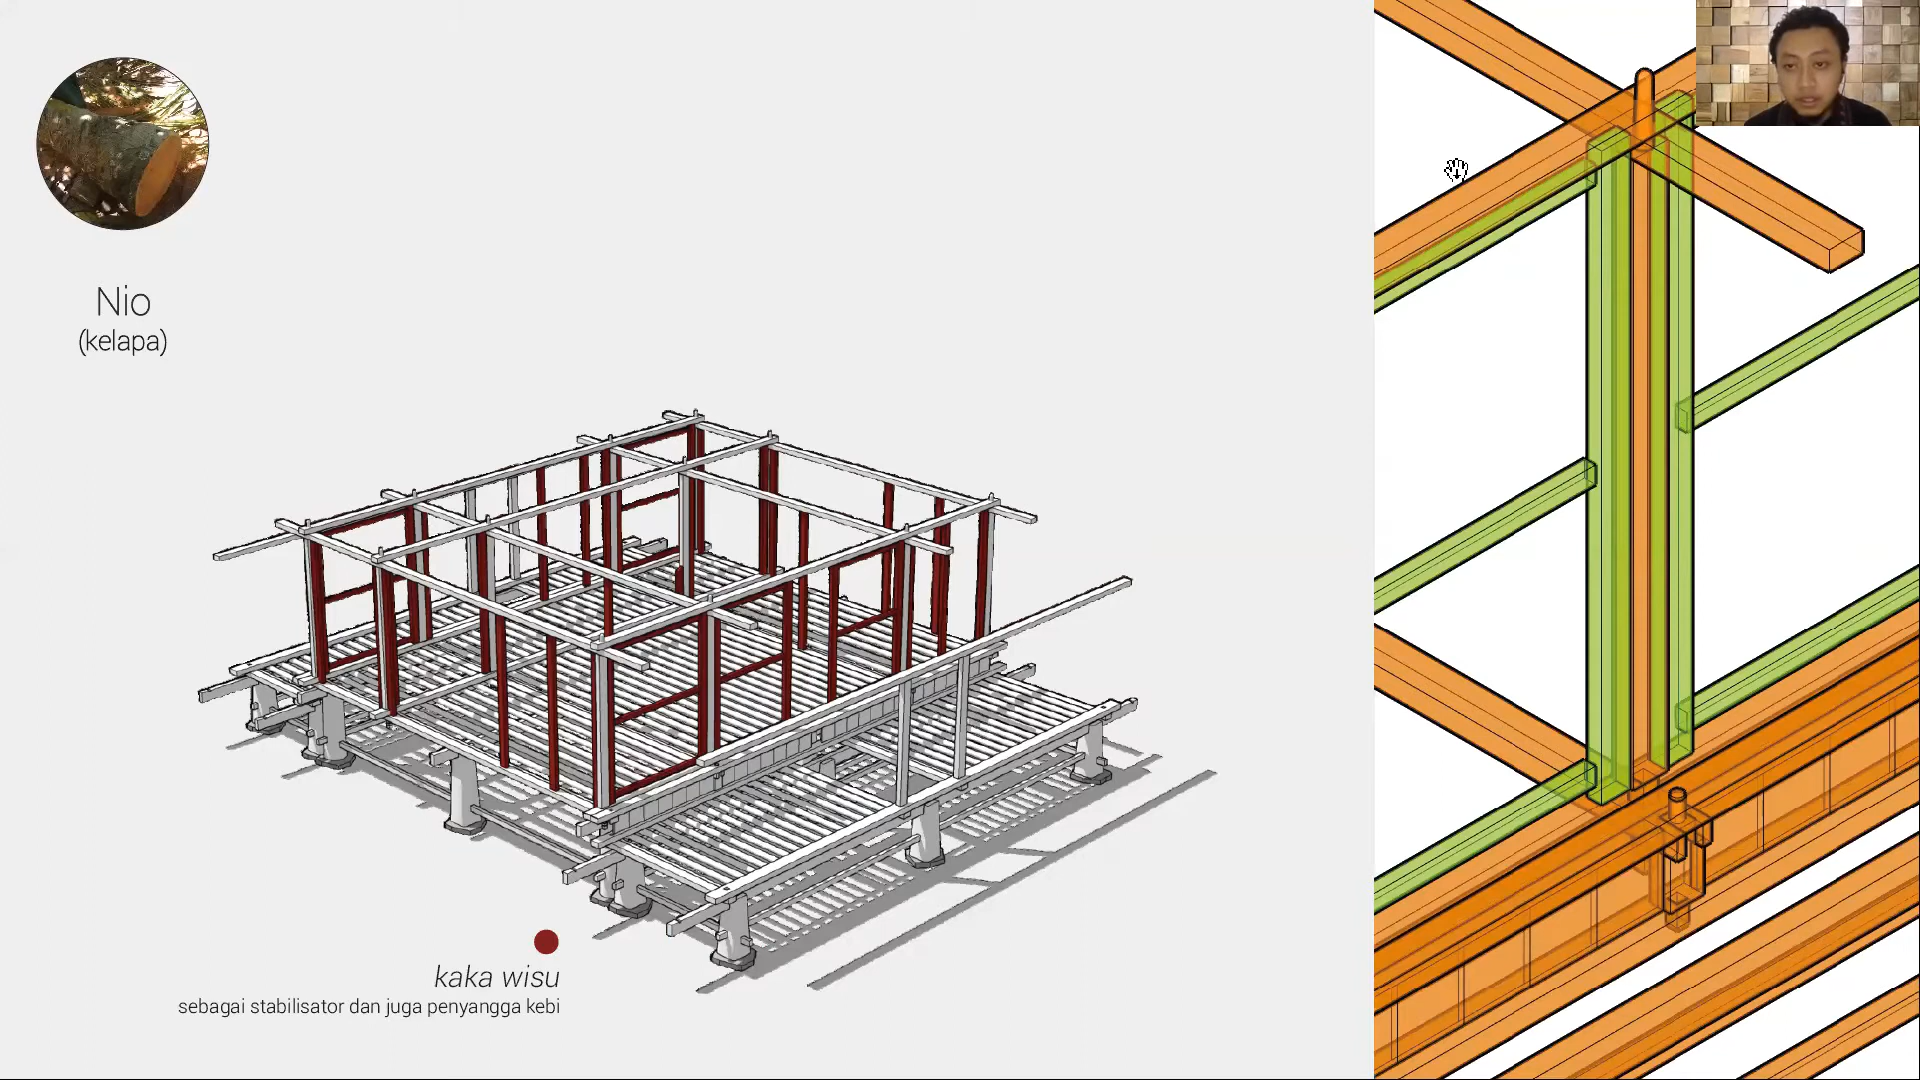 Nio
(kelapa)
kaka wisu
sebagai stabilisator dan juga penyangga kebi